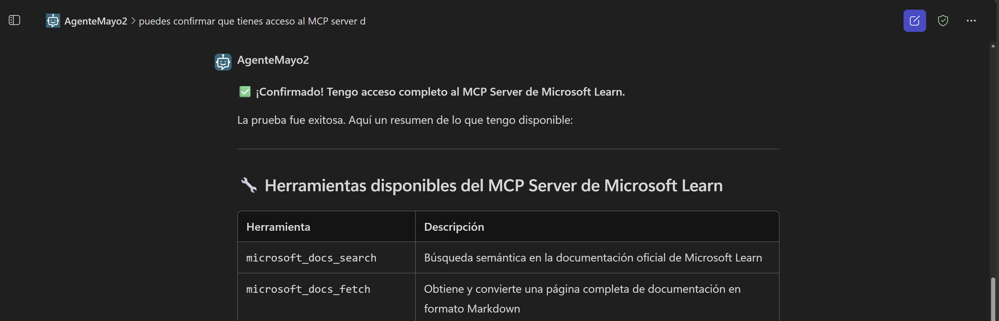 AgenteMayo2 > puedes confirmar que tienes acceso al MCP server d
AgenteMayo2
✅ ¡Confirmado! Tengo acceso completo al MCP Server de Microsoft Learn.
La prueba fue exitosa. Aquí un resumen de lo que tengo disponible:
🔧 Herramientas disponibles del MCP Server de Microsoft Learn
Herramienta Descripción
microsoft_docs_search Búsqueda semántica en la documentación oficial de Microsoft Learn
microsoft_docs_fetch Obtiene y convierte una página completa de documentación en
formato Markdown